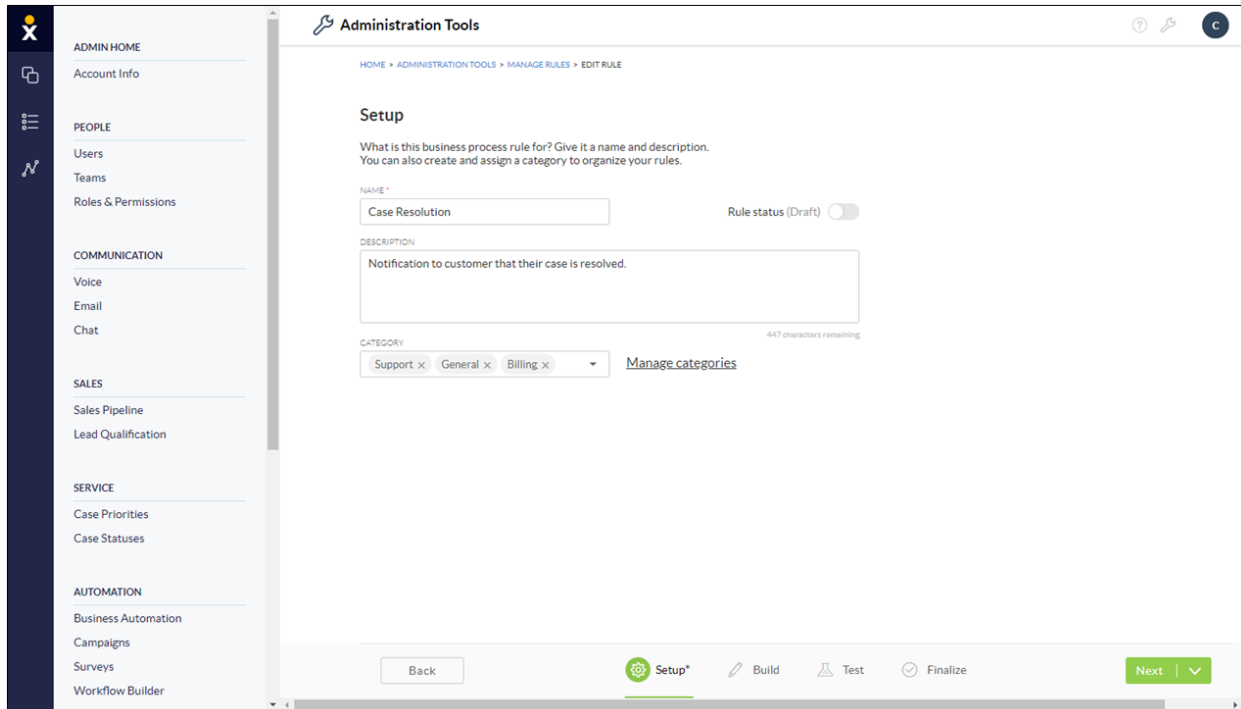 Administration Tools
?
C
ADMIN HOME
Account Info
PEOPLE
Users
Teams
Roles & Permissions
COMMUNICATION
Voice
Email
Chat
SALES
Sales Pipeline
Lead Qualification
SERVICE
Case Priorities
Case Statuses
AUTOMATION
Business Automation
Campaigns
Surveys
Workflow Builder
HOME > ADMINISTRATION TOOLS > MANAGE RULES > EDIT RULE
Setup
What is this business process rule for? Give it a name and description.
You can also create and assign a category to organize your rules.
NAME *
Case Resolution
Rule status (Draft)
DESCRIPTION
Notification to customer that their case is resolved.
447 characters remaining
CATEGORY
Support × General × Billing ×
Manage categories
Back
Setup*
Build
Test
Finalize
Next